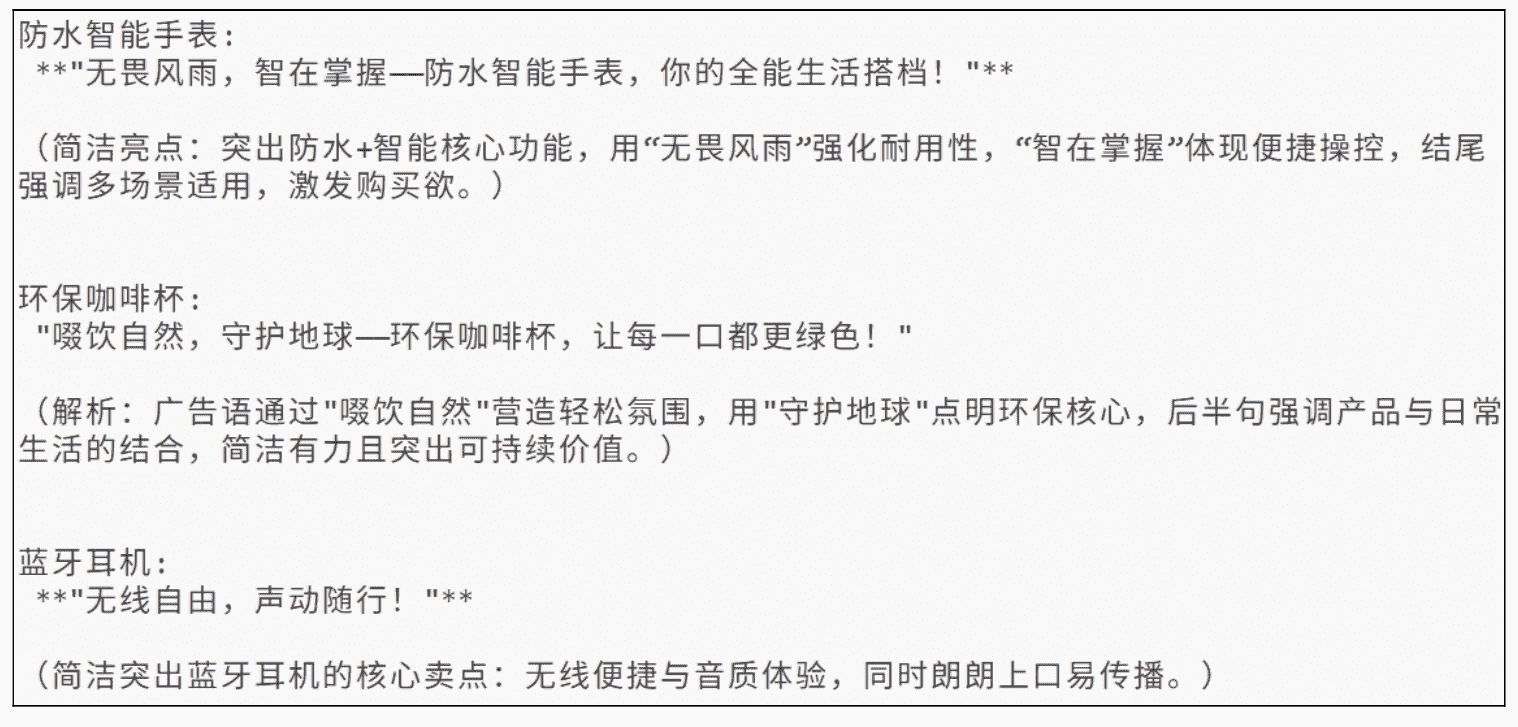 防水智能手表:
**"无畏风雨，智在掌握——防水智能手表，你的全能生活搭档！"**
（简洁亮点：突出防水+智能核心功能，用“无畏风雨”强化耐用性，“智在掌握”体现便捷操控，结尾
强调多场景适用，激发购买欲。）
环保咖啡杯:
"啜饮自然，守护地球——环保咖啡杯，让每一口都更绿色！"
（解析：广告语通过"啜饮自然"营造轻松氛围，用"守护地球"点明环保核心，后半句强调产品与日常
生活的结合，简洁有力且突出可持续价值。）
蓝牙耳机:
**"无线自由，声动随行！"**
（简洁突出蓝牙耳机的核心卖点：无线便捷与音质体验，同时朗朗上口易传播。）